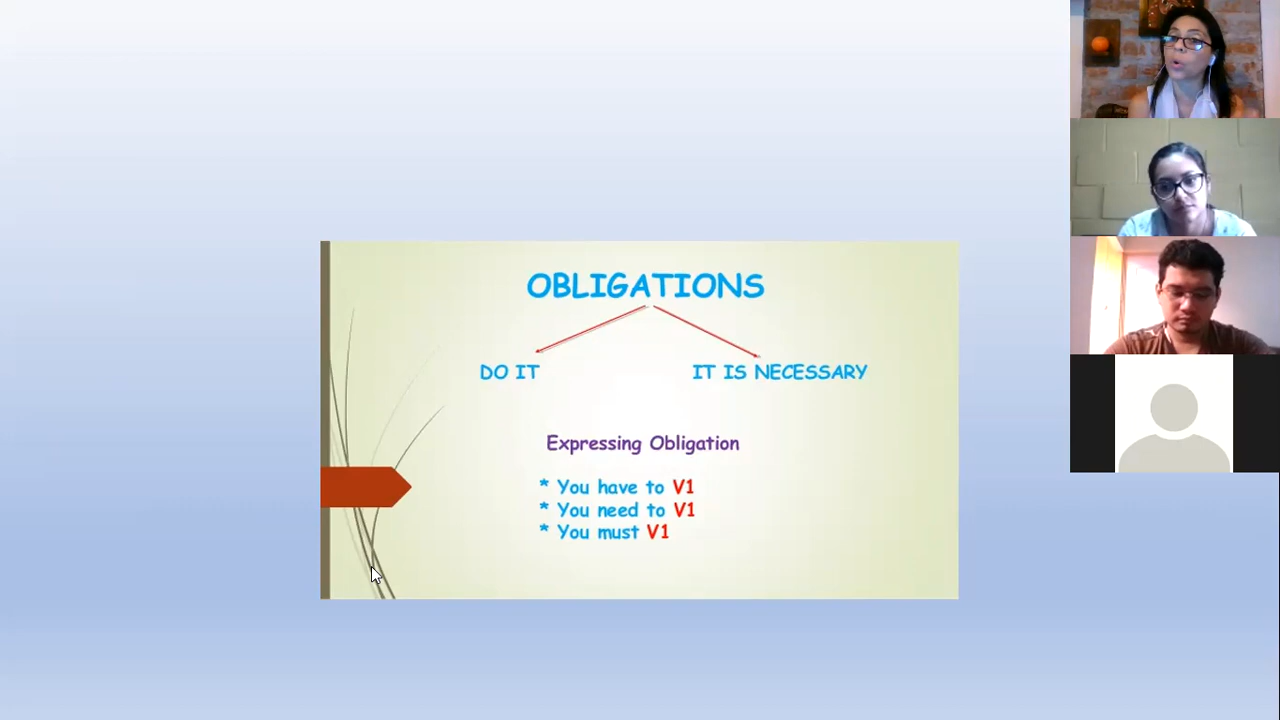 OBLIGATIONS
DO IT IT IS NECESSARY
Expressing Obligation
* You have to V1
* You need to V1
* You must V1